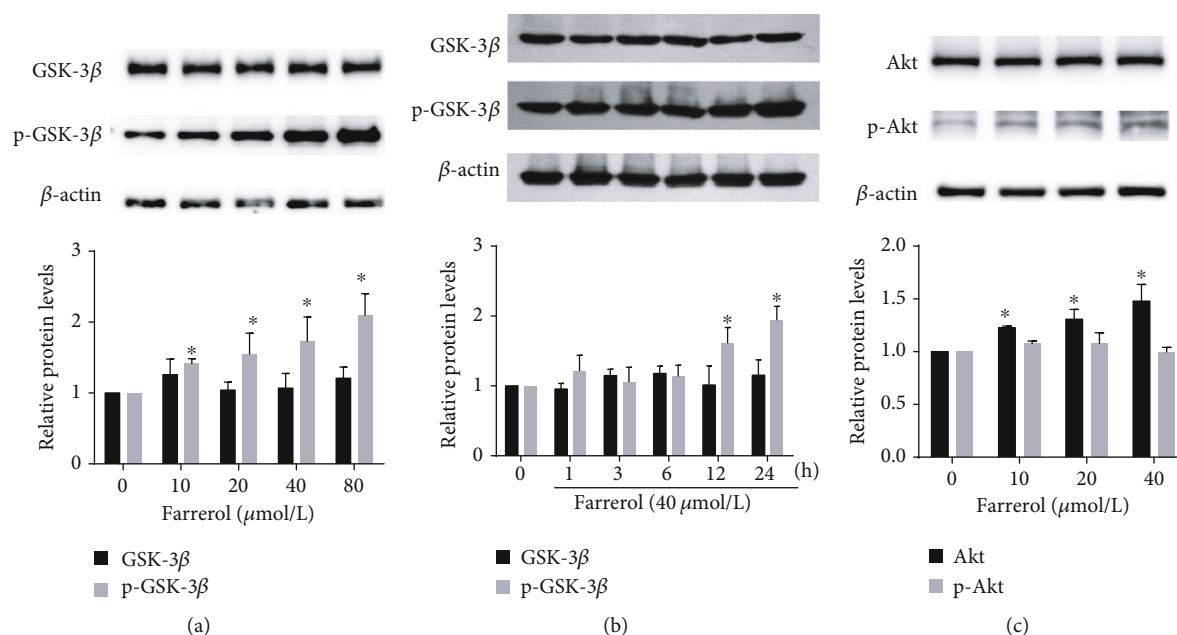 GSK-3β
p-GSK-3β
β-actin
Relative protein levels
3
2
1
0
*
*
*
*
0 10 20 40 80
Farrerol (μmol/L)
GSK-3β
p-GSK-3β
(a)
GSK-3β
p-GSK-3β
β-actin
Relative protein levels
3
2
1
0
*
*
0 1 3 6 12 24 (h)
Farrerol (40 μmol/L)
GSK-3β
p-GSK-3β
(b)
Akt
p-Akt
β-actin
Relative protein levels
2.0
1.5
1.0
0.5
0.0
*
*
*
0 10 20 40
Farrerol (μmol/L)
Akt
p-Akt
(c)